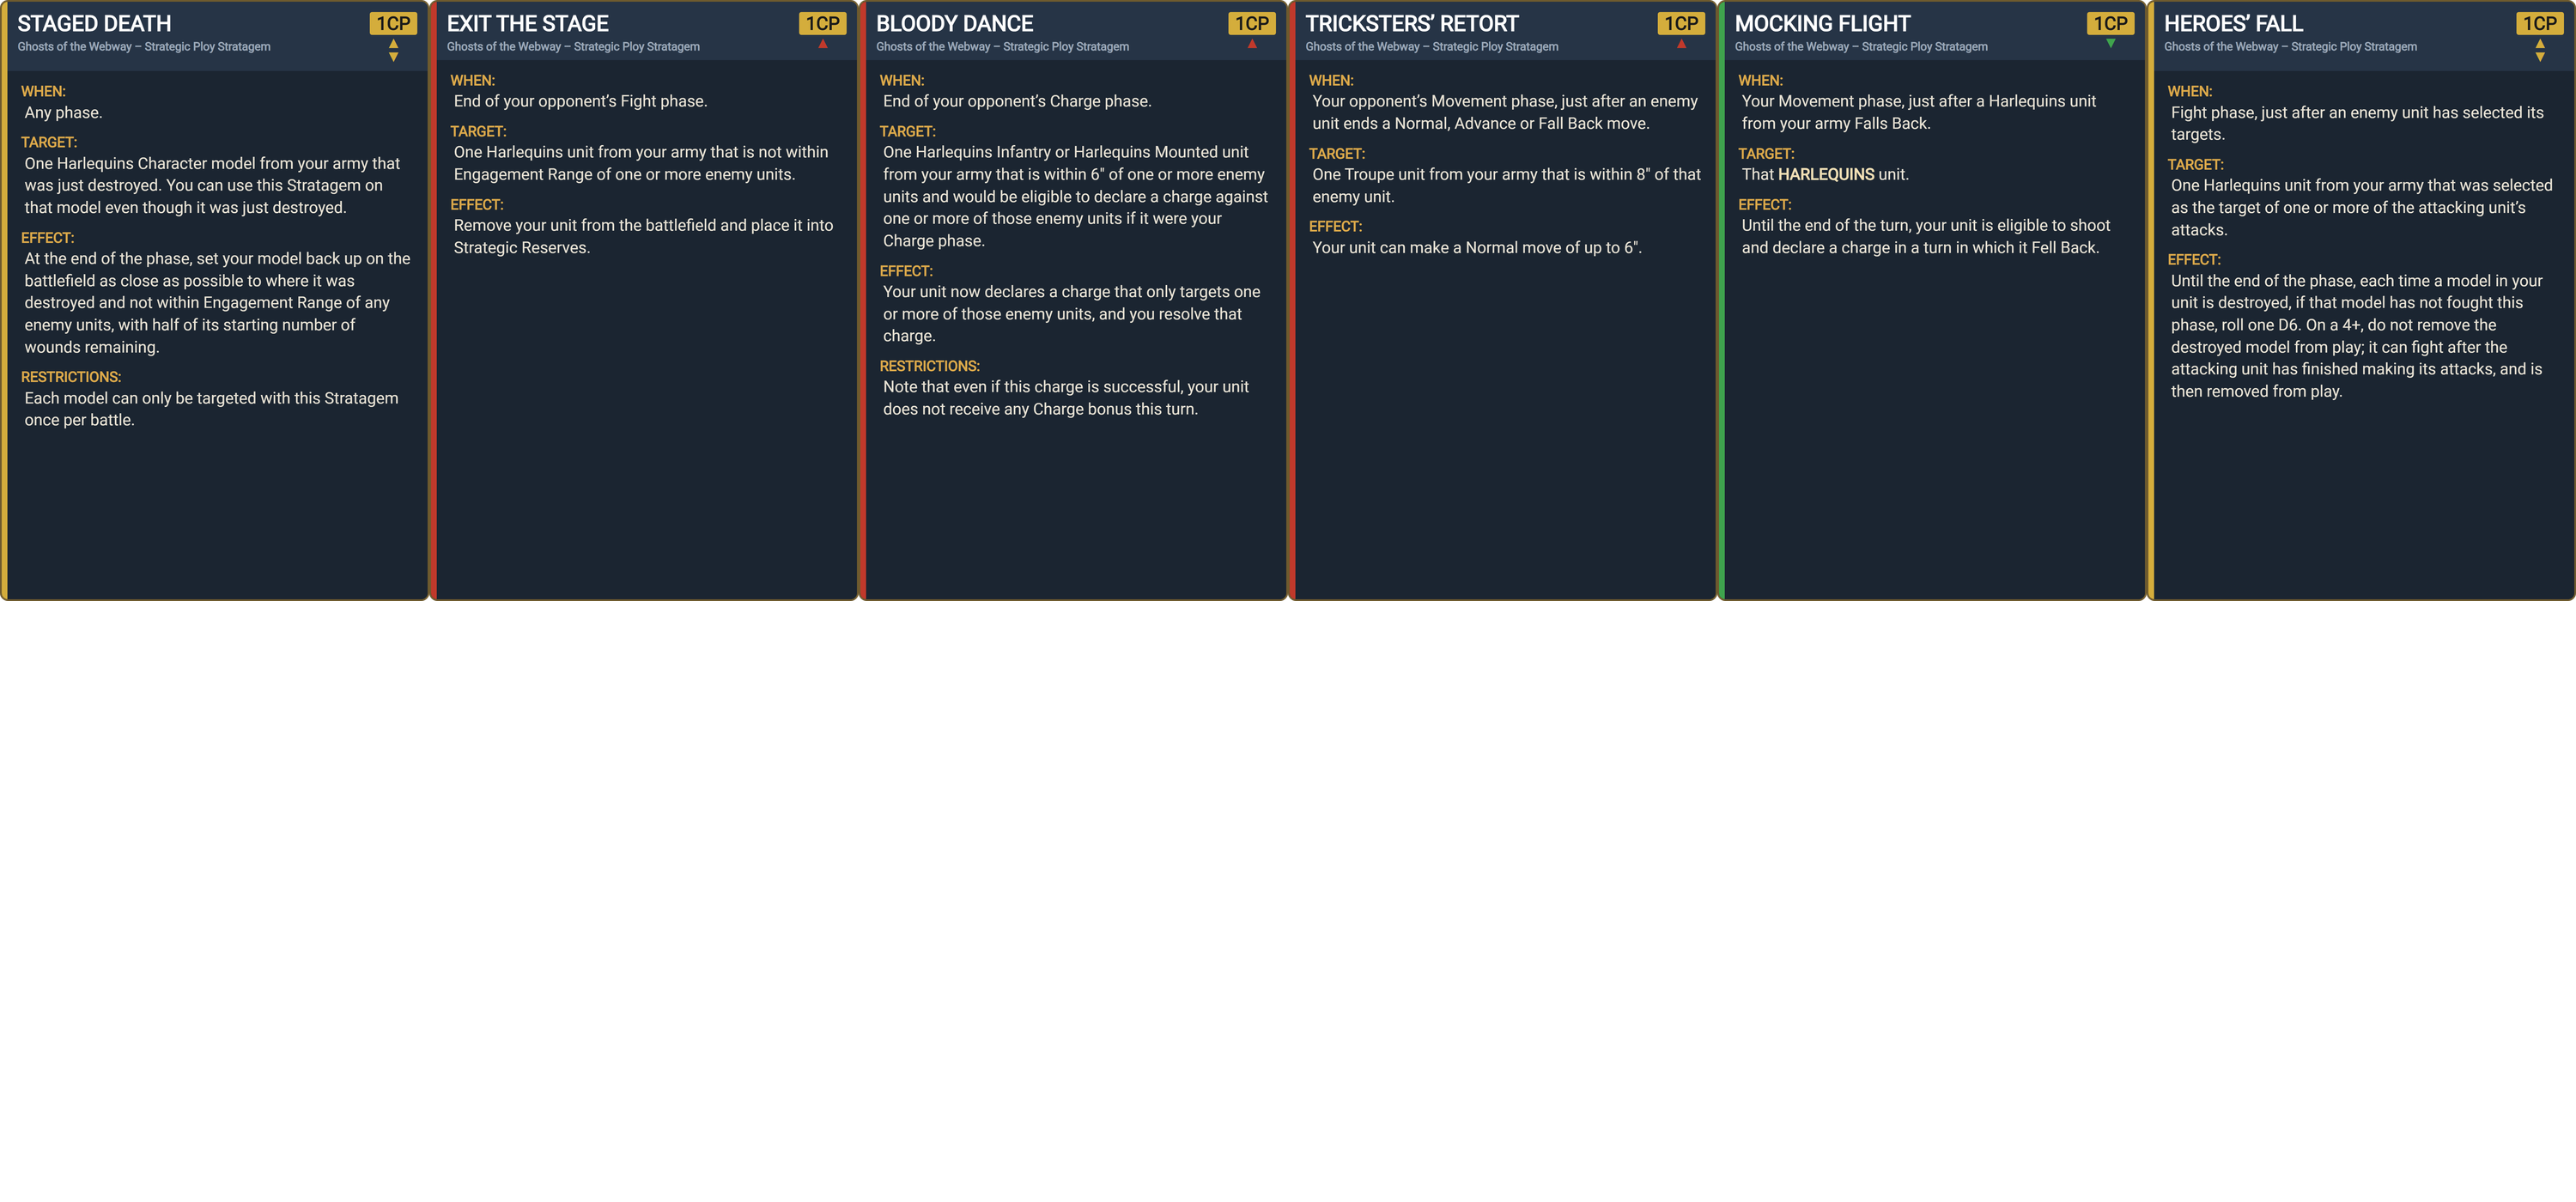 STAGED DEATH
1CP
Ghosts of the Webway – Strategic Ploy Stratagem
WHEN:
Any phase.
TARGET:
One Harlequins Character model from your army that
was just destroyed. You can use this Stratagem on
that model even though it was just destroyed.
EFFECT:
At the end of the phase, set your model back up on the
battlefield as close as possible to where it was
destroyed and not within Engagement Range of any
enemy units, with half of its starting number of
wounds remaining.
RESTRICTIONS:
Each model can only be targeted with this Stratagem
once per battle.
EXIT THE STAGE
1CP
Ghosts of the Webway – Strategic Ploy Stratagem
WHEN:
End of your opponent’s Fight phase.
TARGET:
One Harlequins unit from your army that is not within
Engagement Range of one or more enemy units.
EFFECT:
Remove your unit from the battlefield and place it into
Strategic Reserves.
BLOODY DANCE
1CP
Ghosts of the Webway – Strategic Ploy Stratagem
WHEN:
End of your opponent’s Charge phase.
TARGET:
One Harlequins Infantry or Harlequins Mounted unit
from your army that is within 6" of one or more enemy
units and would be eligible to declare a charge against
one or more of those enemy units if it were your
Charge phase.
EFFECT:
Your unit now declares a charge that only targets one
or more of those enemy units, and you resolve that
charge.
RESTRICTIONS:
Note that even if this charge is successful, your unit
does not receive any Charge bonus this turn.
TRICKSTERS’ RETORT
1CP
Ghosts of the Webway – Strategic Ploy Stratagem
WHEN:
Your opponent’s Movement phase, just after an enemy
unit ends a Normal, Advance or Fall Back move.
TARGET:
One Troupe unit from your army that is within 8" of that
enemy unit.
EFFECT:
Your unit can make a Normal move of up to 6".
MOCKING FLIGHT
1CP
Ghosts of the Webway – Strategic Ploy Stratagem
WHEN:
Your Movement phase, just after a Harlequins unit
from your army Falls Back.
TARGET:
That HARLEQUINS unit.
EFFECT:
Until the end of the turn, your unit is eligible to shoot
and declare a charge in a turn in which it Fell Back.
HEROES’ FALL
1CP
Ghosts of the Webway – Strategic Ploy Stratagem
WHEN:
Fight phase, just after an enemy unit has selected its
targets.
TARGET:
One Harlequins unit from your army that was selected
as the target of one or more of the attacking unit’s
attacks.
EFFECT:
Until the end of the phase, each time a model in your
unit is destroyed, if that model has not fought this
phase, roll one D6. On a 4+, do not remove the
destroyed model from play; it can fight after the
attacking unit has finished making its attacks, and is
then removed from play.